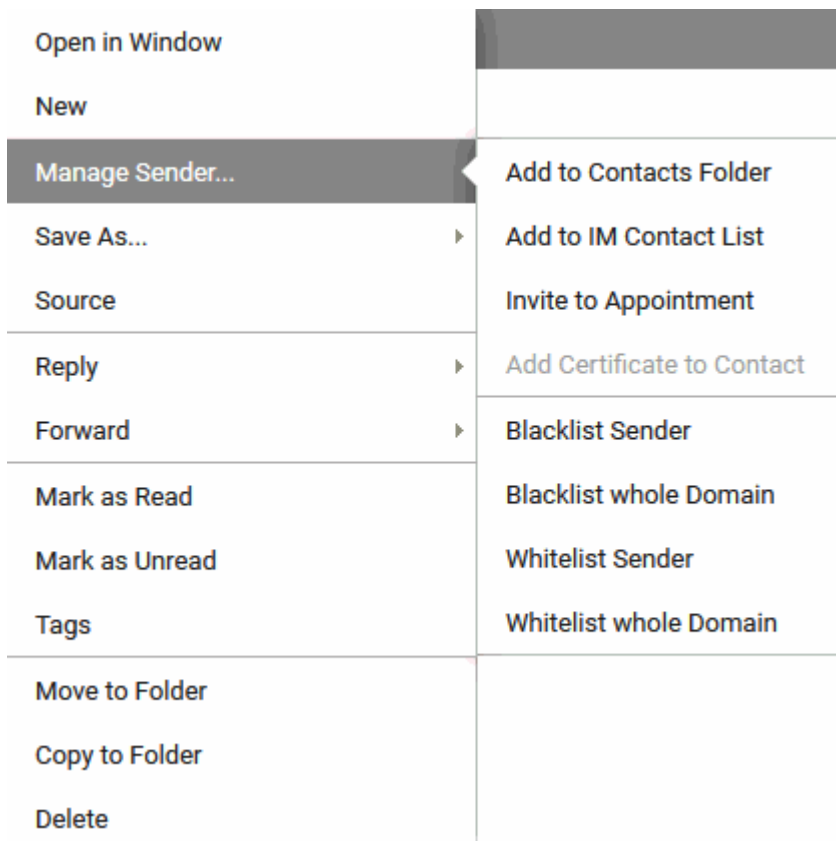 Open in Window
New
Manage Sender...
Save As...
Source
Reply
Forward
Mark as Read
Mark as Unread
Tags
Move to Folder
Copy to Folder
Delete
Add to Contacts Folder
Add to IM Contact List
Invite to Appointment
Add Certificate to Contact
Blacklist Sender
Blacklist whole Domain
Whitelist Sender
Whitelist whole Domain